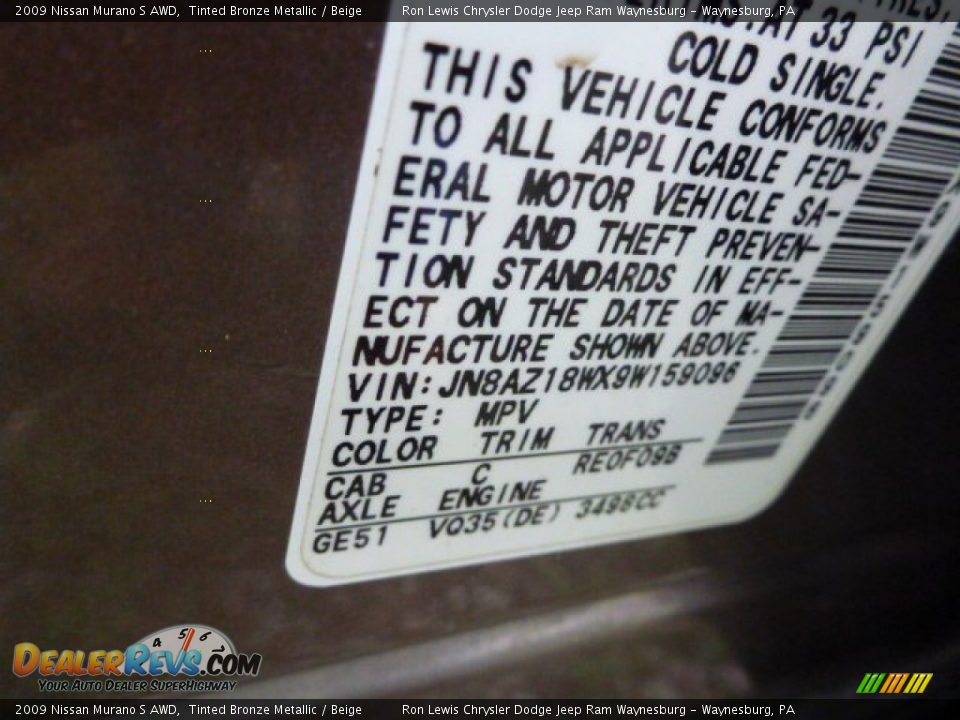 2009 Nissan Murano S AWD, Tinted Bronze Metallic / Beige Ron Lewis Chrysler Dodge Jeep Ram Waynesburg - Waynesburg, PA
AT 33 PSI
COLD SINGLE.
THIS VEHICLE CONFORMS
TO ALL APPLICABLE FED-
ERAL MOTOR VEHICLE SA-
FETY AND THEFT PREVEN-
TION STANDARDS IN EFF-
ECT ON THE DATE OF MA-
NUFACTURE SHOWN ABOVE.
VIN: JN8AZ18WX9W159096
TYPE: MPV
COLOR TRIM TRANS
CAB C RE0F09B
AXLE ENGINE
GE51 VQ35(DE) 3498CC
4 5 6
DealerRevs.com
Your Auto Dealer SuperHighway
2009 Nissan Murano S AWD, Tinted Bronze Metallic / Beige Ron Lewis Chrysler Dodge Jeep Ram Waynesburg - Waynesburg, PA